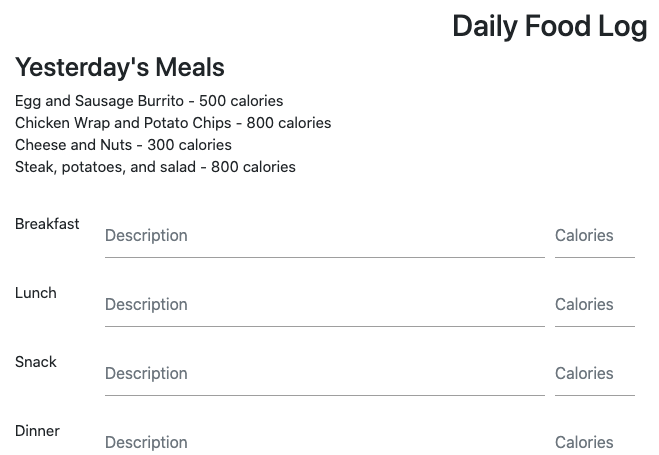 Daily Food Log
Yesterday's Meals
Egg and Sausage Burrito - 500 calories
Chicken Wrap and Potato Chips - 800 calories
Cheese and Nuts - 300 calories
Steak, potatoes, and salad - 800 calories
Breakfast Description Calories
Lunch Description Calories
Snack Description Calories
Dinner Description Calories